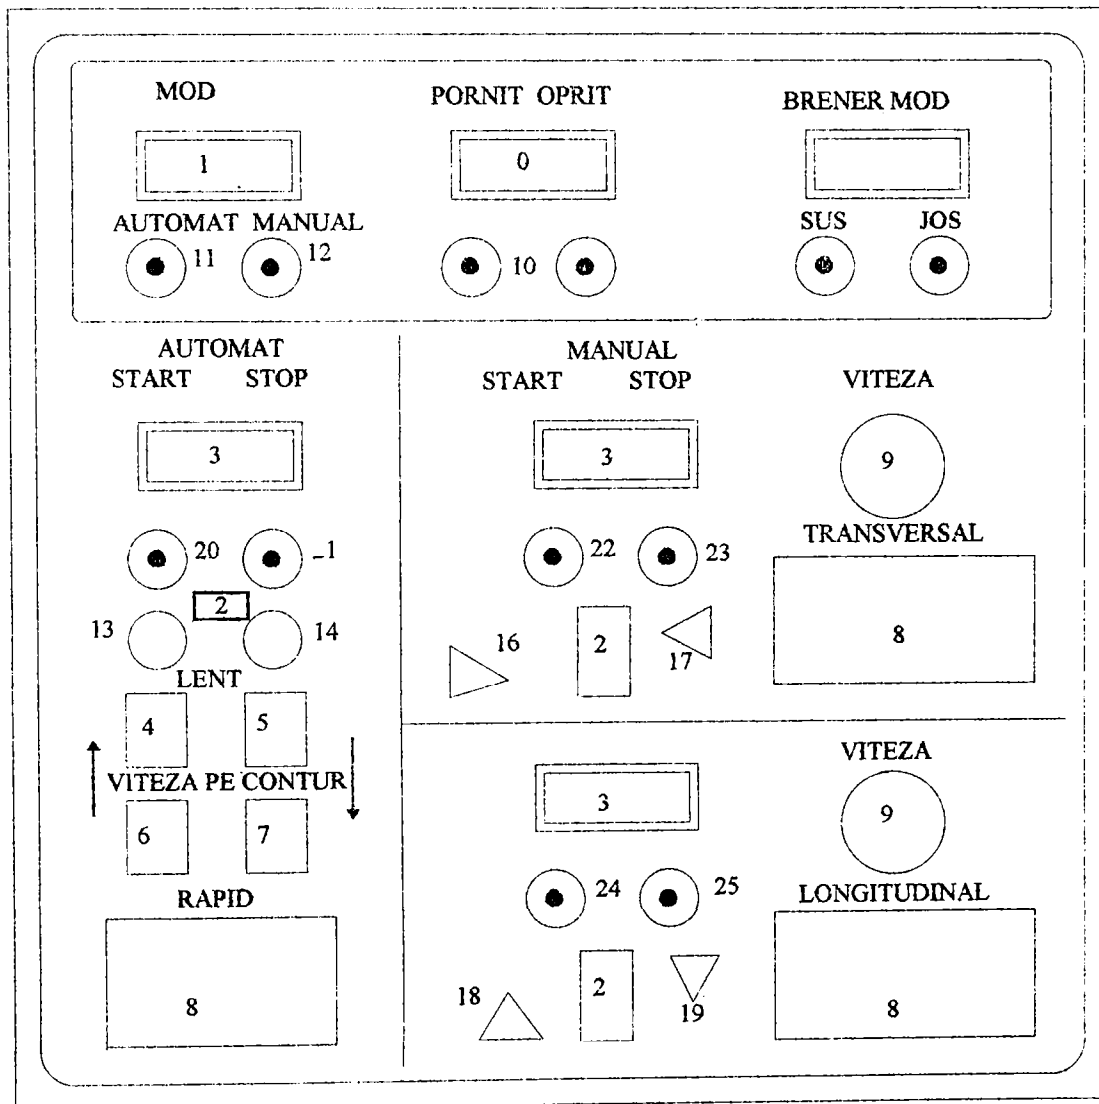 MOD PORNIT OPRIT BRENER MOD
1 0
AUTOMAT MANUAL SUS JOS
11 12 10
AUTOMAT MANUAL
START STOP START STOP VITEZA
3 3 9
TRANSVERSAL
20 _1 22 23
2
13 14 16 2 17 8
LENT
4 5
VITEZA
VITEZA PE CONTUR
3 9
6 7
24 25
RAPID LONGITUDINAL
18 2 19
8 8